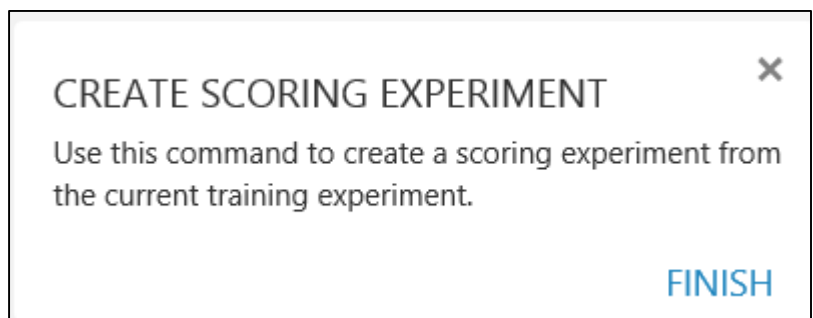 CREATE SCORING EXPERIMENT
Use this command to create a scoring experiment from
the current training experiment.
FINISH